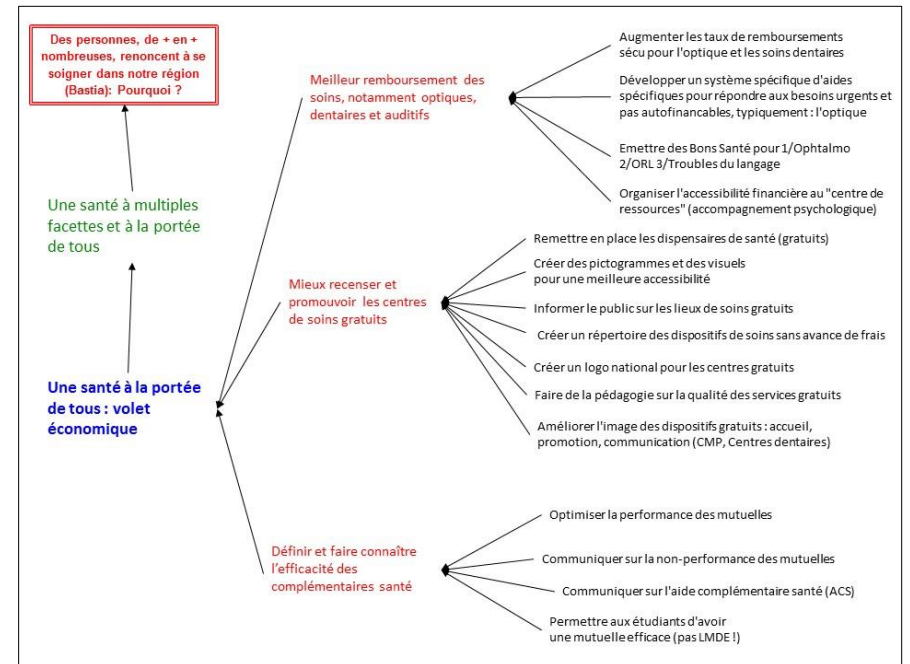 Des personnes, de + en +
nombreuses, renoncent à se
soigner dans notre région
(Bastia): Pourquoi ?
Une santé à multiples
facettes et à la portée
de tous
Une santé à la portée
de tous : volet
économique
Meilleur remboursement des
soins, notamment optiques,
dentaires et auditifs
Augmenter les taux de remboursements
sécu pour l'optique et les soins dentaires
Développer un système spécifique d'aides
spécifiques pour répondre aux besoins urgents et
pas autofinancables, typiquement : l'optique
Emettre des Bons Santé pour 1/Ophtalmo
2/ORL 3/Troubles du langage
Organiser l'accessibilité financière au "centre de
ressources" (accompagnement psychologique)
Mieux recenser et
promouvoir les centres
de soins gratuits
Remettre en place les dispensaires de santé (gratuits)
Créer des pictogrammes et des visuels
pour une meilleure accessibilité
Informer le public sur les lieux de soins gratuits
Créer un répertoire des dispositifs de soins sans avance de frais
Créer un logo national pour les centres gratuits
Faire de la pédagogie sur la qualité des services gratuits
Améliorer l'image des dispositifs gratuits : accueil,
promotion, communication (CMP, Centres dentaires)
Définir et faire connaître
l'efficacité des
complémentaires santé
Optimiser la performance des mutuelles
Communiquer sur la non-performance des mutuelles
Communiquer sur l'aide complémentaire santé (ACS)
Permettre aux étudiants d'avoir
une mutuelle efficace (pas LMDE !)